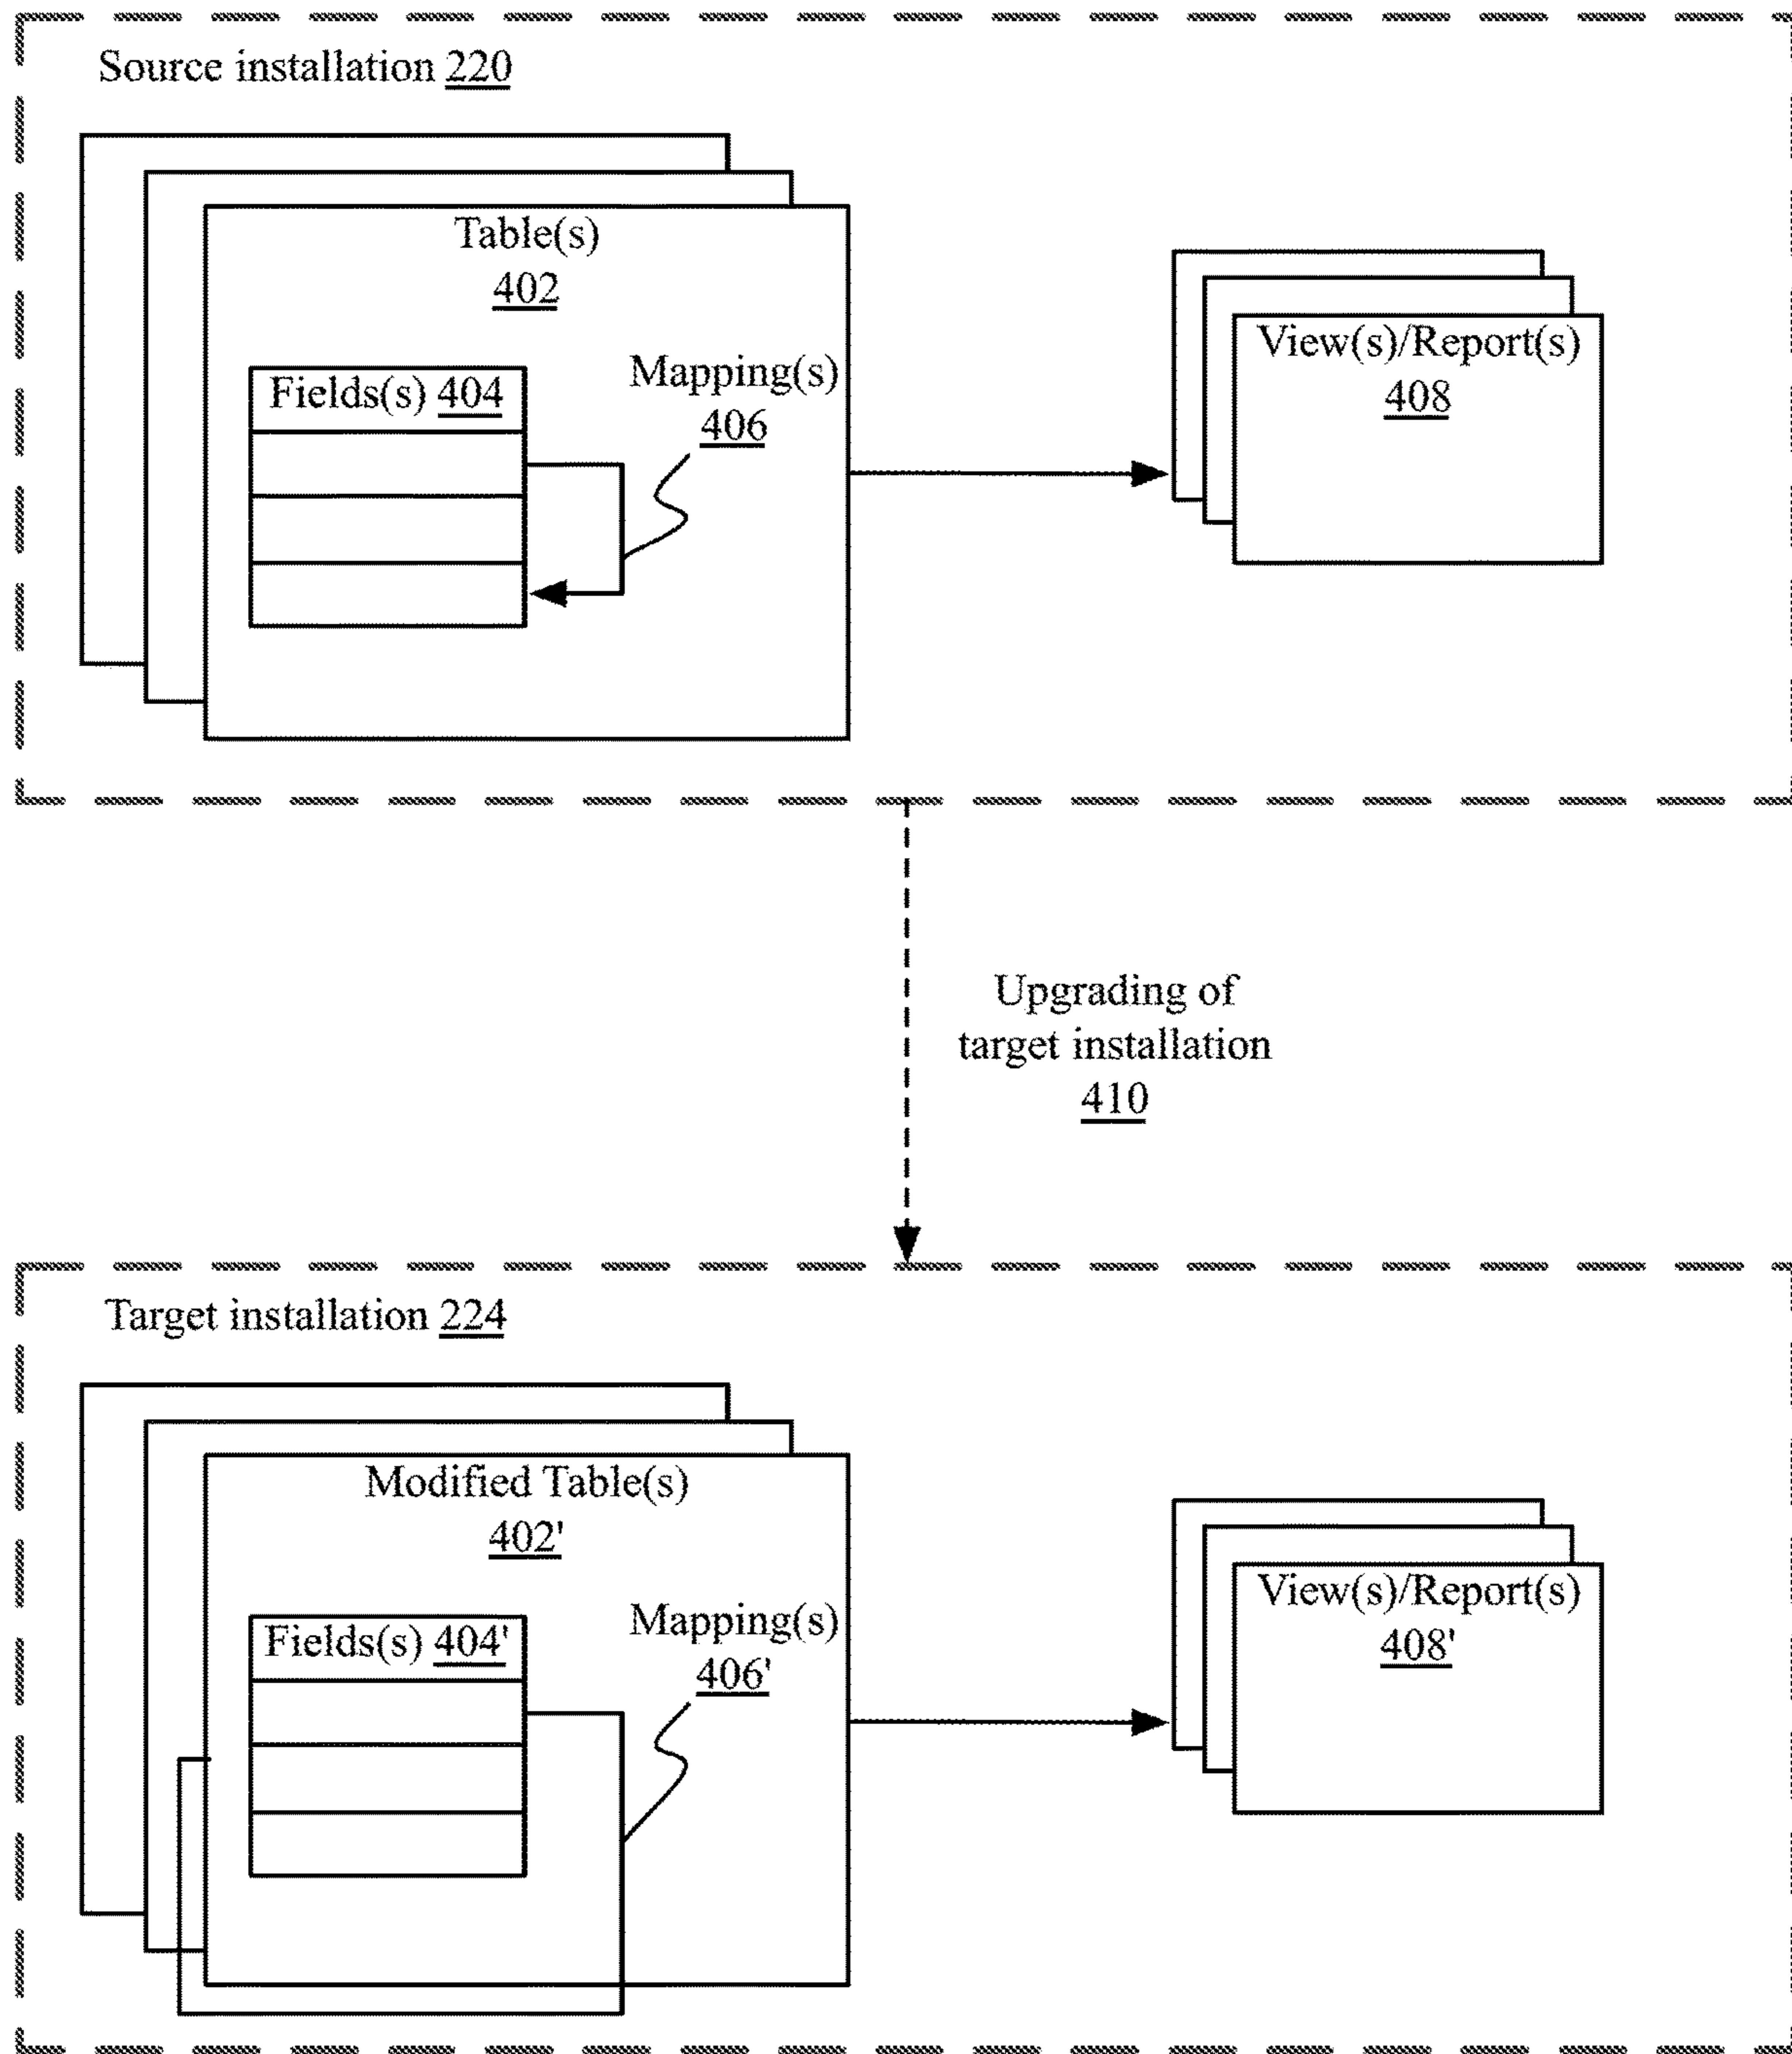 Source installation 220
Table(s)
402
Fields(s) 404
Mapping(s)
406
View(s)/Report(s)
408
Upgrading of
target installation
410
Target installation 224
Modified Table(s)
402'
Fields(s) 404'
Mapping(s)
406'
View(s)/Report(s)
408'